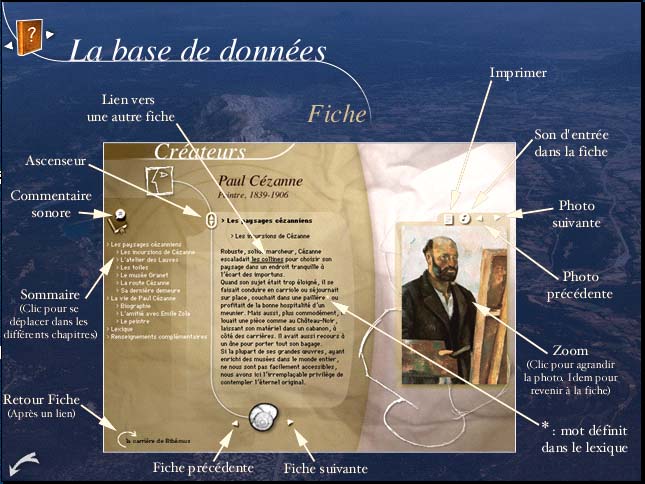 ?
La base de données
Imprimer
Lien vers
une autre fiche
Fiche
Son d'entrée
dans la fiche
Ascenseur
Créateurs
Paul Cézanne
Peintre, 1839-1906
Commentaire
sonore
Photo
suivante
> Les paysages cézanniens
> Les incursions de Cézanne
Robuste, solide marcheur, Cézanne
escaladait les collines pour choisir son
paysage dans un endroit tranquille à
l'écart des importuns.
Quand son sujet était trop éloigné, il se
faisait conduire en carriole ou séjournait
sur place, couchait dans une paillère* ou
profitait de la bonne hospitalité d'un
meunier. Mais aussi, plus commodément,
louait une pièce comme au Château-Noir,
laissant son matériel dans un cabanon, à
côté des carrières. Il avait aussi recours à
un âne pour porter tout son bagage.
Si la plupart de ses grandes œuvres, ayant
enrichi des musées dans le monde entier,
ne nous sont pas facilement accessibles,
nous avons ici l'irremplaçable privilège de
contempler l'éternel original.
> Les paysages cézanniens
> Les incursions de Cézanne
> L'atelier des Lauves
> Les toiles
> Le musée Granet
> La route Cézanne
> Sa dernière demeure
> La vie de Paul Cézanne
> Biographie
> L'amitié avec Emile Zola
> Le peintre
> Lexique
> Renseignements complémentaires
Photo
précédente
Sommaire
(Clic pour se
déplacer dans les
différents chapitres)
Zoom
(Clic pour agrandir
la photo. Idem pour
revenir à la fiche)
Retour Fiche
(Après un lien)
la carrière de Bibémus
* : mot définit
dans le lexique
Fiche précédente
Fiche suivante